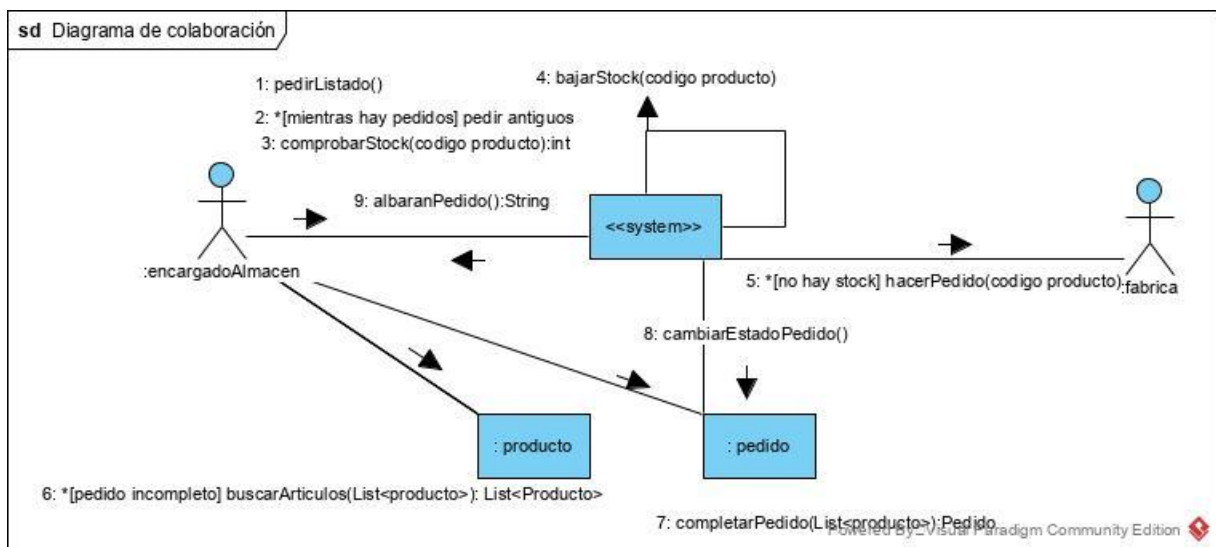 sd Diagrama de colaboración
1: pedirListado()
4: bajarStock(codigo producto)
2: *[mientras hay pedidos] pedir antiguos
3: comprobarStock(codigo producto):int
9: albaranPedido():String
<<system>>
:encargadoAlmacen
5: *[no hay stock] hacerPedido(codigo producto)
:fabrica
8: cambiarEstadoPedido()
: producto
: pedido
6: *[pedido incompleto] buscarArticulos(List<producto>): List<Producto>
7: completarPedido(List<producto>):Pedido
Powered By Visual Paradigm Community Edition